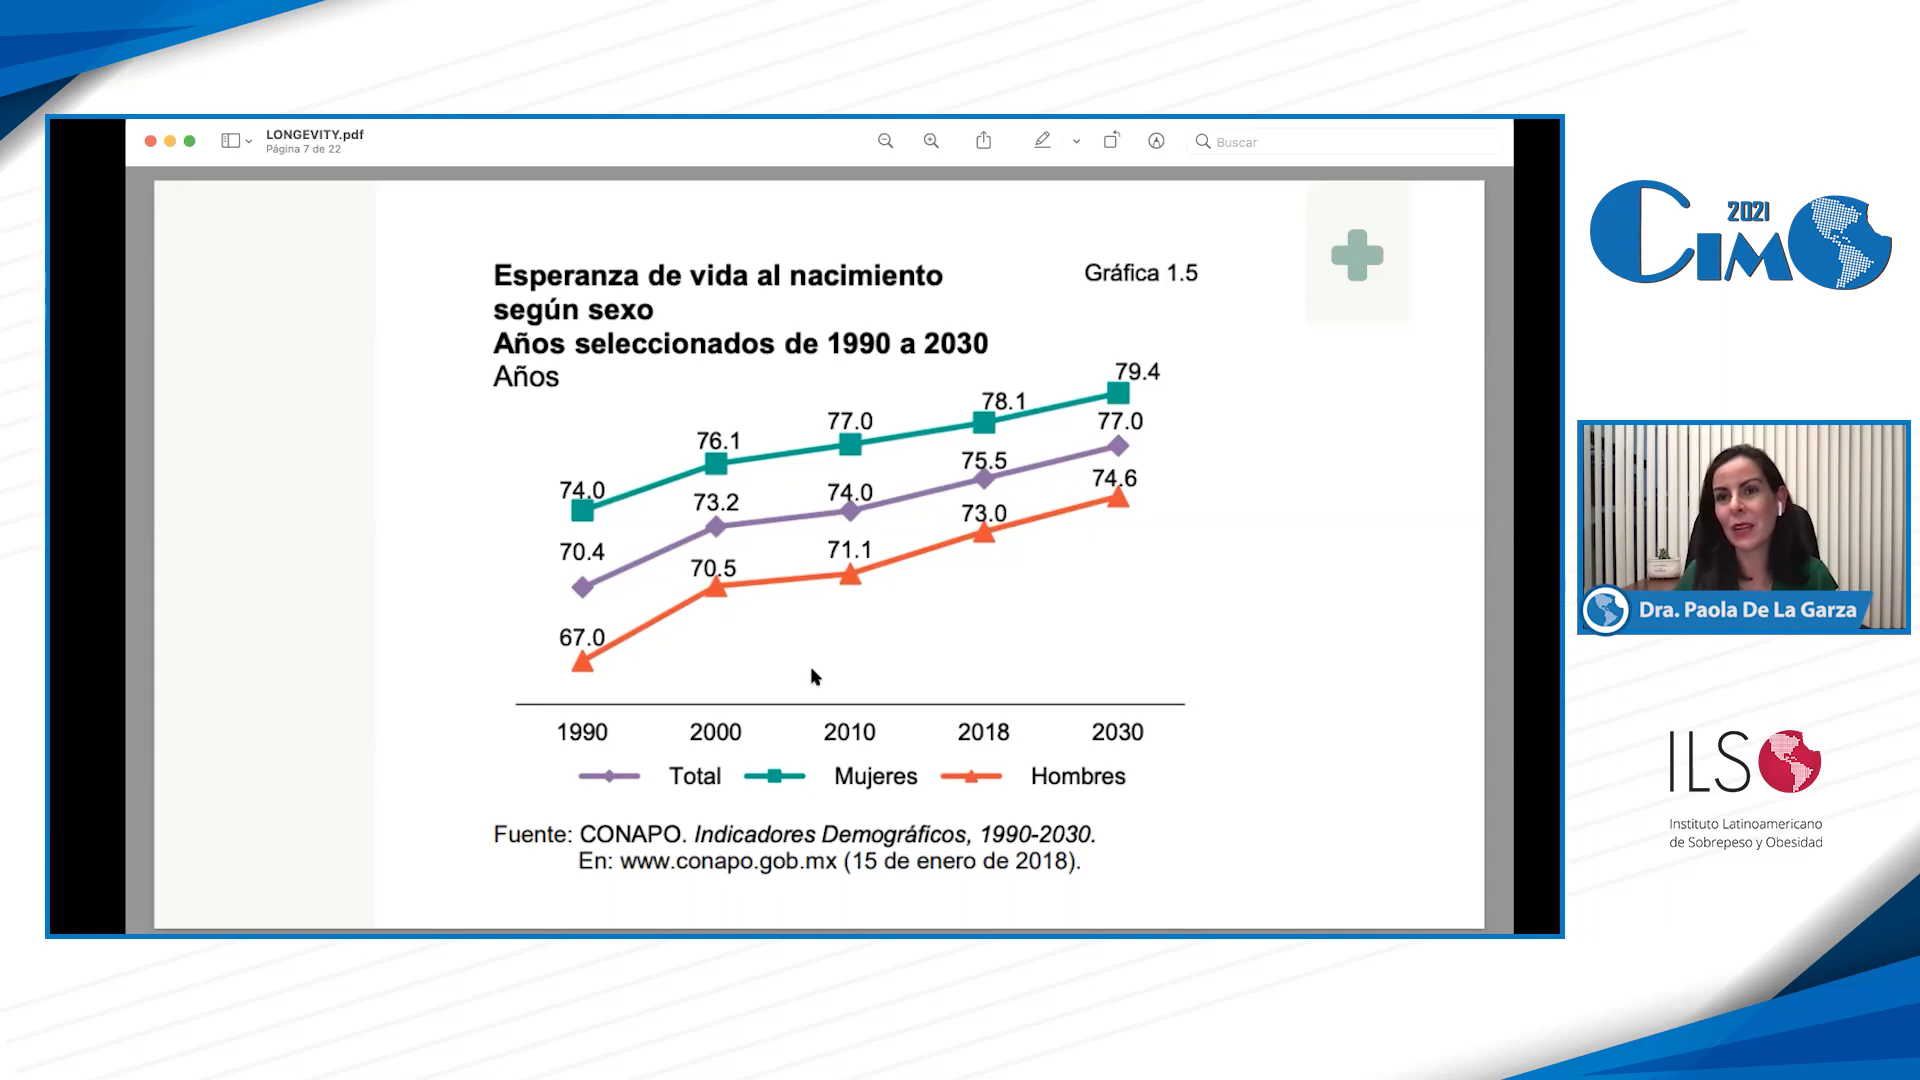 LONGEVITY.pdf
Página 7 de 22
Buscar
Esperanza de vida al nacimiento
según sexo
Años seleccionados de 1990 a 2030
Años
Gráfica 1.5
79.4
78.1
77.0
77.0
76.1
75.5
74.0
74.6
73.2
74.0
73.0
70.4
71.1
70.5
67.0
1990 2000 2010 2018 2030
Total Mujeres Hombres
Fuente: CONAPO. Indicadores Demográficos, 1990-2030.
En: www.conapo.gob.mx (15 de enero de 2018).
2021
CIMO
Dra. Paola De La Garza
ILSO
Instituto Latinoamericano
de Sobrepeso y Obesidad